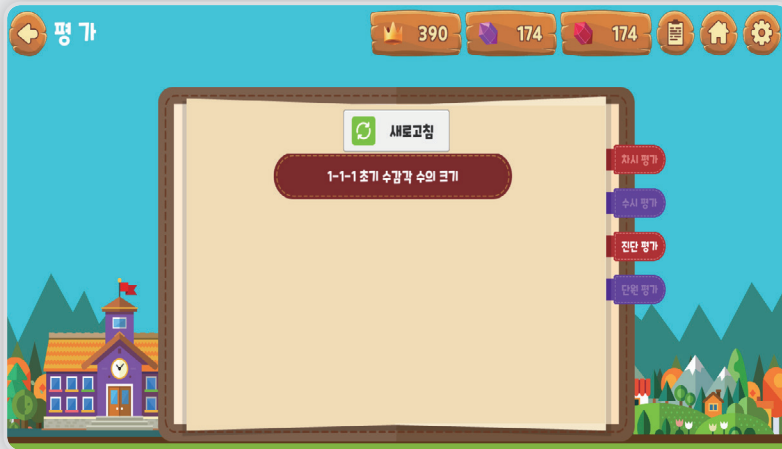 평 가
390
174
174
새로고침
1-1-1 초기 수감각 수의 크기
차시 평가
수시 평가
진단 평가
단원 평가